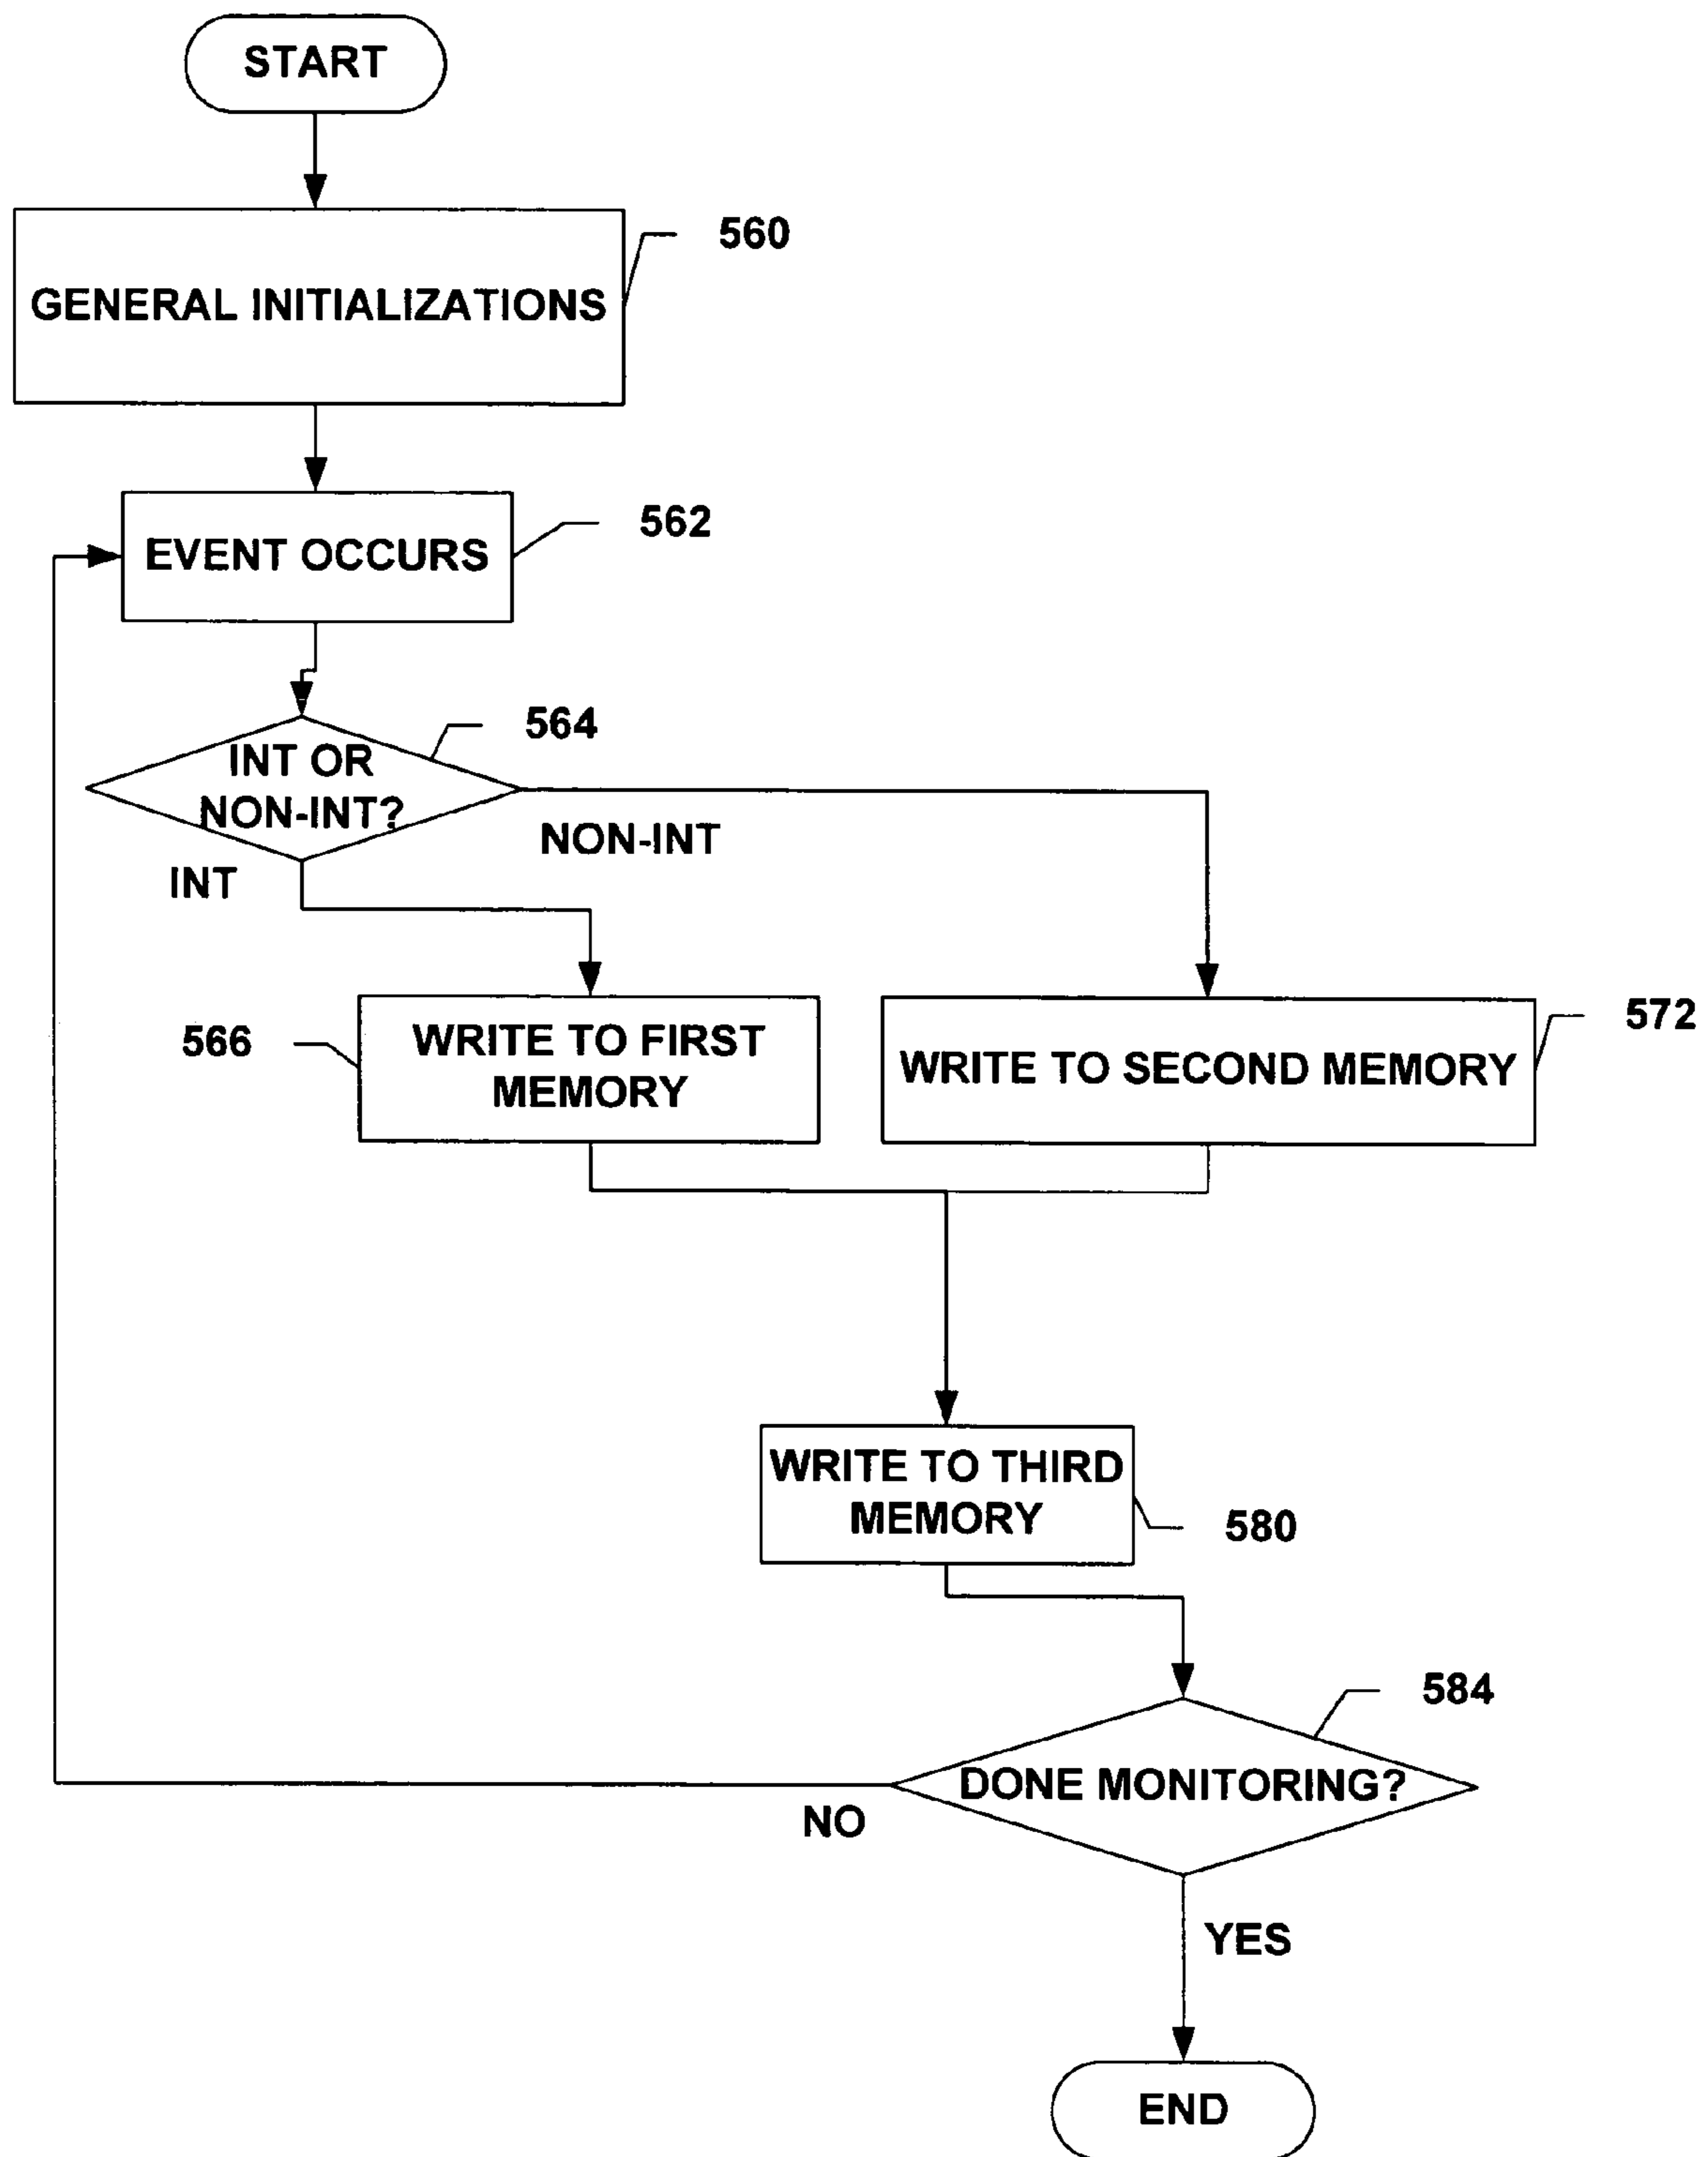 START
560
GENERAL INITIALIZATIONS
562
EVENT OCCURS
564
INT OR
NON-INT?
NON-INT
INT
566
WRITE TO FIRST
MEMORY
572
WRITE TO SECOND MEMORY
WRITE TO THIRD
MEMORY
580
584
DONE MONITORING?
NO
YES
END